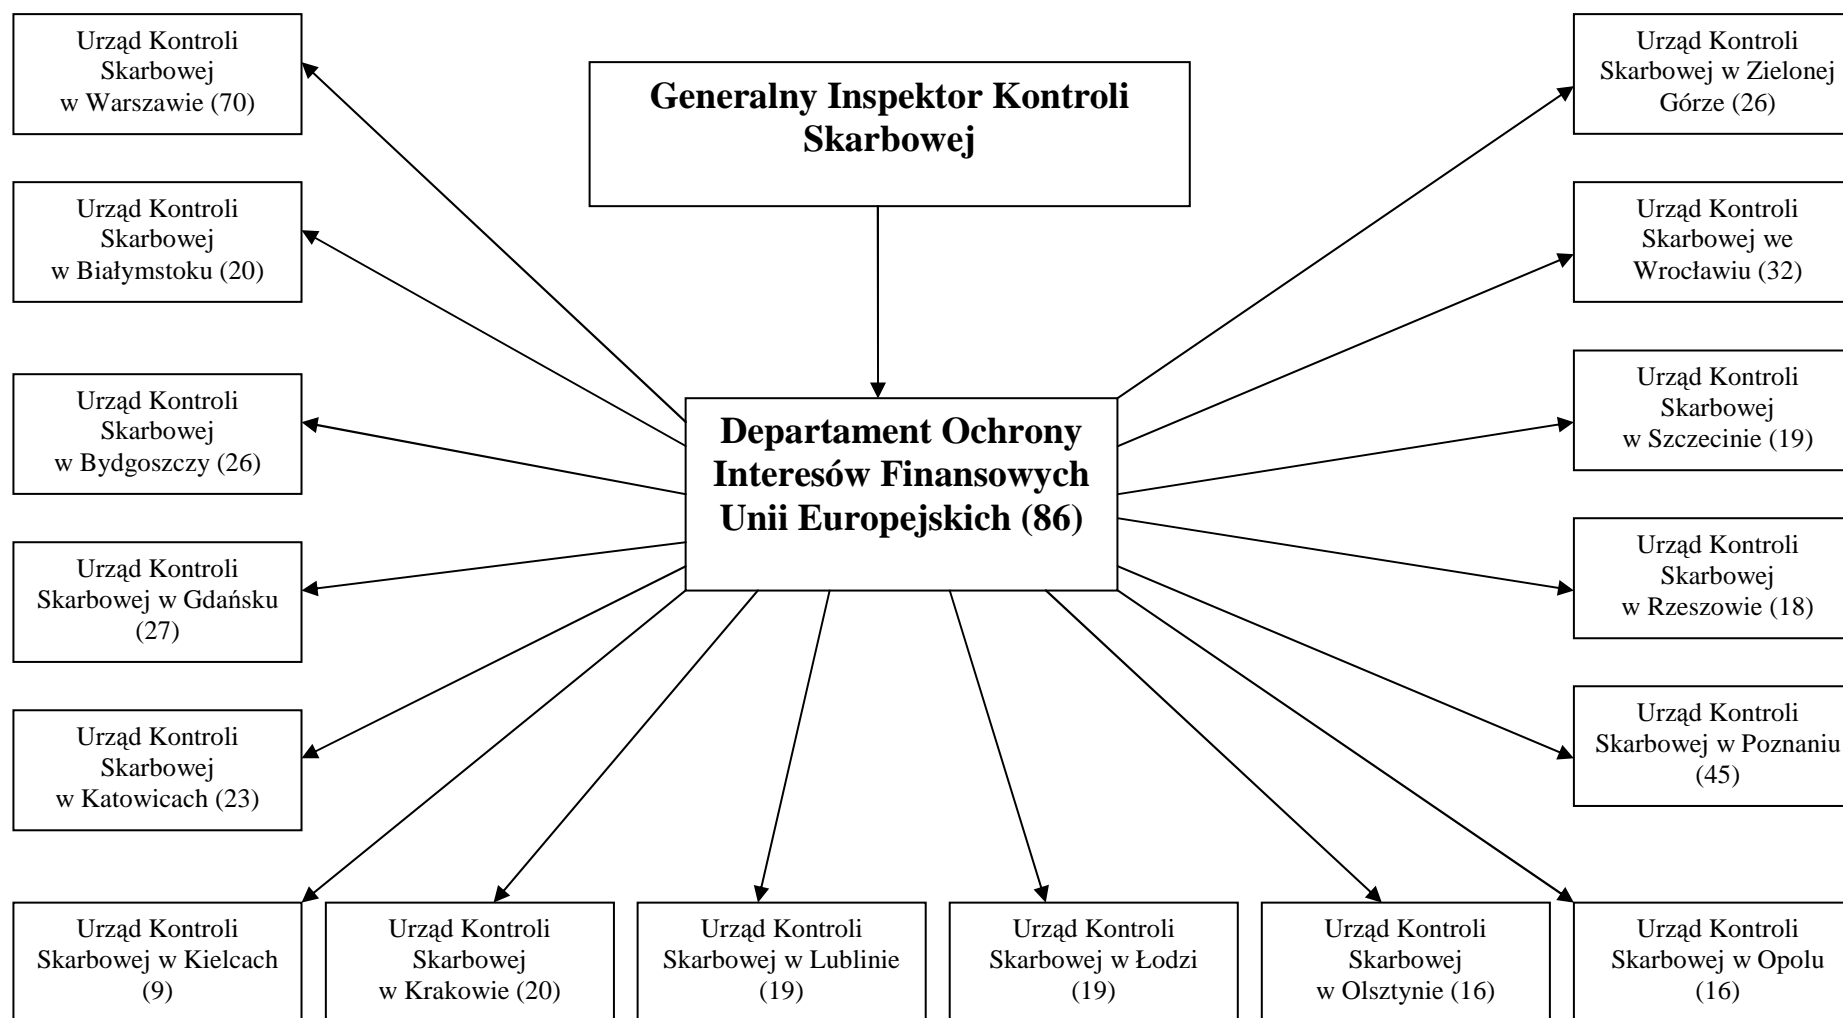 Urząd Kontroli
Skarbowej
w Warszawie (70)
Generalny Inspektor Kontroli
Skarbowej
Urząd Kontroli
Skarbowej w Zielonej
Górze (26)
Urząd Kontroli
Skarbowej
w Białymstoku (20)
Urząd Kontroli
Skarbowej we
Wrocławiu (32)
Urząd Kontroli
Skarbowej
w Bydgoszczy (26)
Departament Ochrony
Interesów Finansowych
Unii Europejskich (86)
Urząd Kontroli
Skarbowej
w Szczecinie (19)
Urząd Kontroli
Skarbowej w Gdańsku
(27)
Urząd Kontroli
Skarbowej
w Rzeszowie (18)
Urząd Kontroli
Skarbowej
w Katowicach (23)
Urząd Kontroli
Skarbowej w Poznaniu
(45)
Urząd Kontroli
Skarbowej w Kielcach
(9)
Urząd Kontroli
Skarbowej
w Krakowie (20)
Urząd Kontroli
Skarbowej w Lublinie
(19)
Urząd Kontroli
Skarbowej w Łodzi
(19)
Urząd Kontroli
Skarbowej
w Olsztynie (16)
Urząd Kontroli
Skarbowej w Opolu
(16)